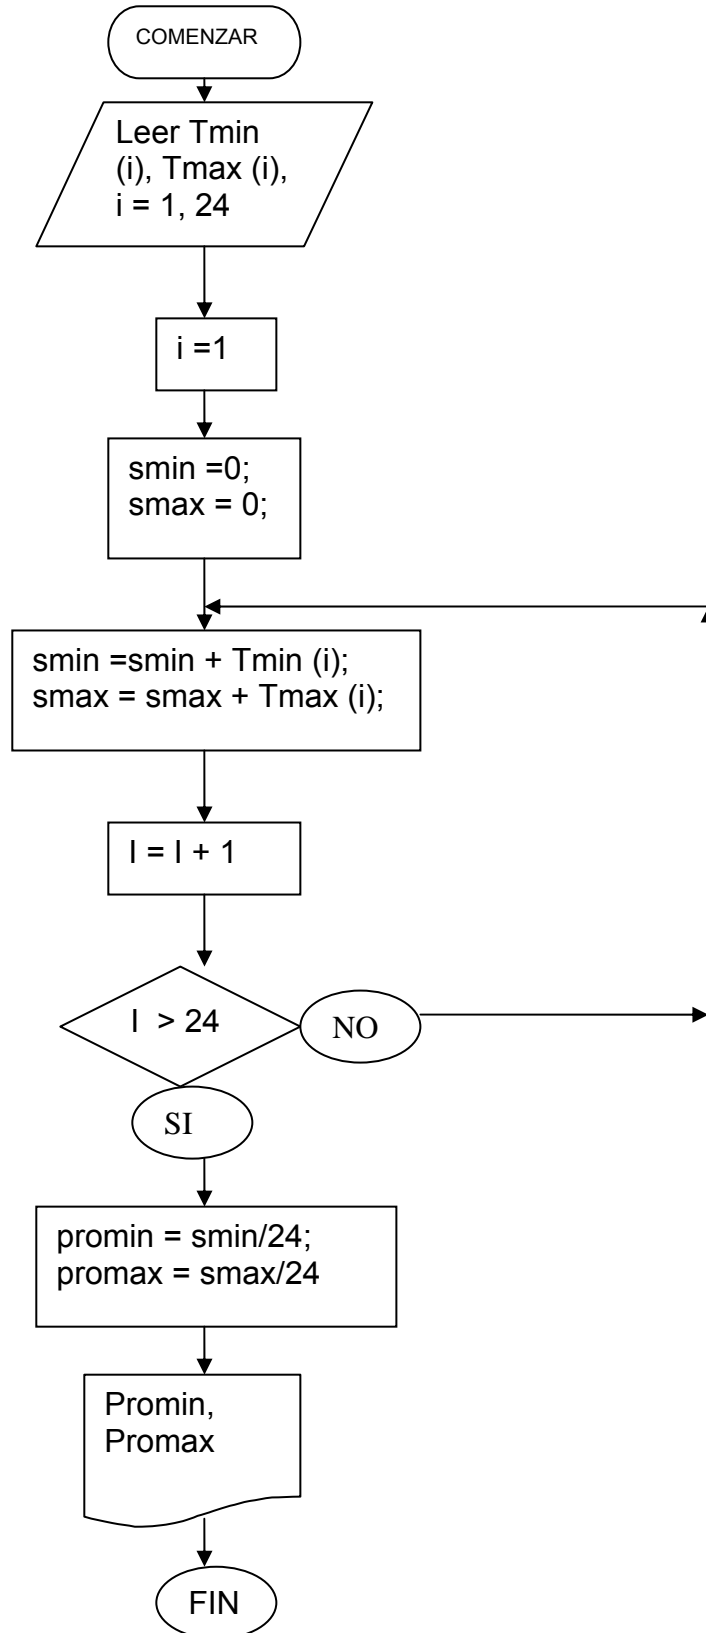 COMENZAR
Leer Tmin
(i), Tmax (i),
i = 1, 24
i =1
smin =0;
smax = 0;
smin =smin + Tmin (i);
smax = smax + Tmax (i);
I = I + 1
I > 24
NO
SI
promin = smin/24;
promax = smax/24
Promin,
Promax
FIN